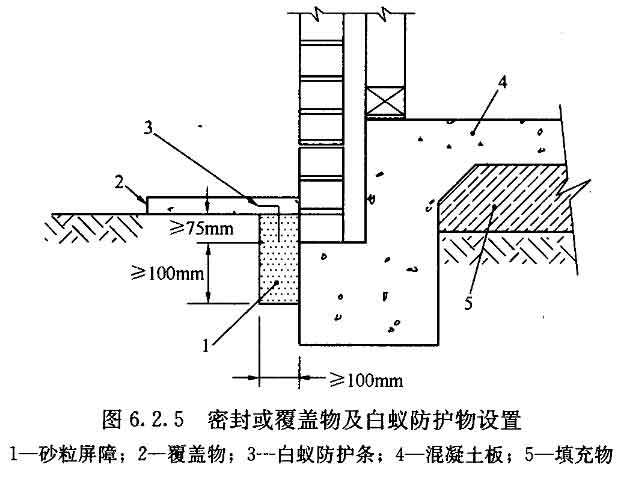 4
3
2
≥75mm
≥100mm
5
1
≥100mm
图 6.2.5 密封或覆盖物及白蚁防护物设置
1—砂粒屏障；2—覆盖物；3—白蚁防护条；4—混凝土板；5—填充物